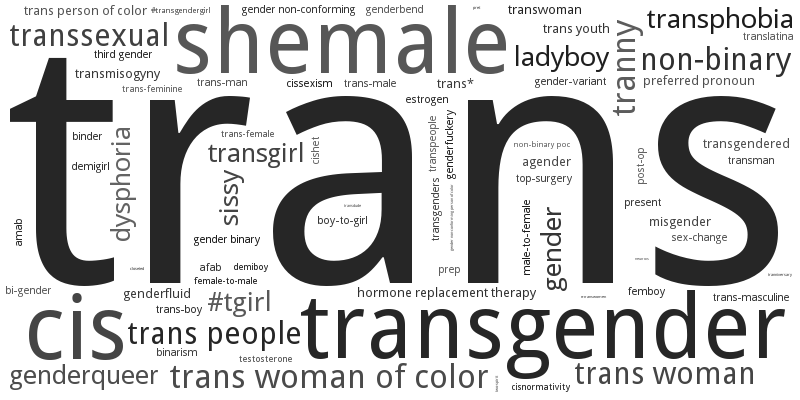 trans person of color
#transgendergirl
gender non-conforming
genderbend
transwoman
transphobia
transsexual
shemale
trans youth
tranny
translatina
third gender
ladyboy
non-binary
transmisogyny
trans-feminine
trans-man
cissexism
trans-male
trans*
gender-variant
preferred pronoun
estrogen
trans
binder
dysphoria
trans-female
transgirl
cishet
transpeople
genderfuckery
non-binary poc
transgendered
demigirl
agender
post-op
transman
sissy
top-surgery
transgenders
amab
boy-to-girl
male-to-female
gender
present
misgender
gender binary
sex-change
afab
demiboy
prep
female-to-male
bi-gender
genderfluid
#tgirl
hormone replacement therapy
femboy
trans-masculine
trans-boy
cis
trans people
transgender
binarism
testosterone
genderqueer
trans woman of color
cisnormativity
trans woman